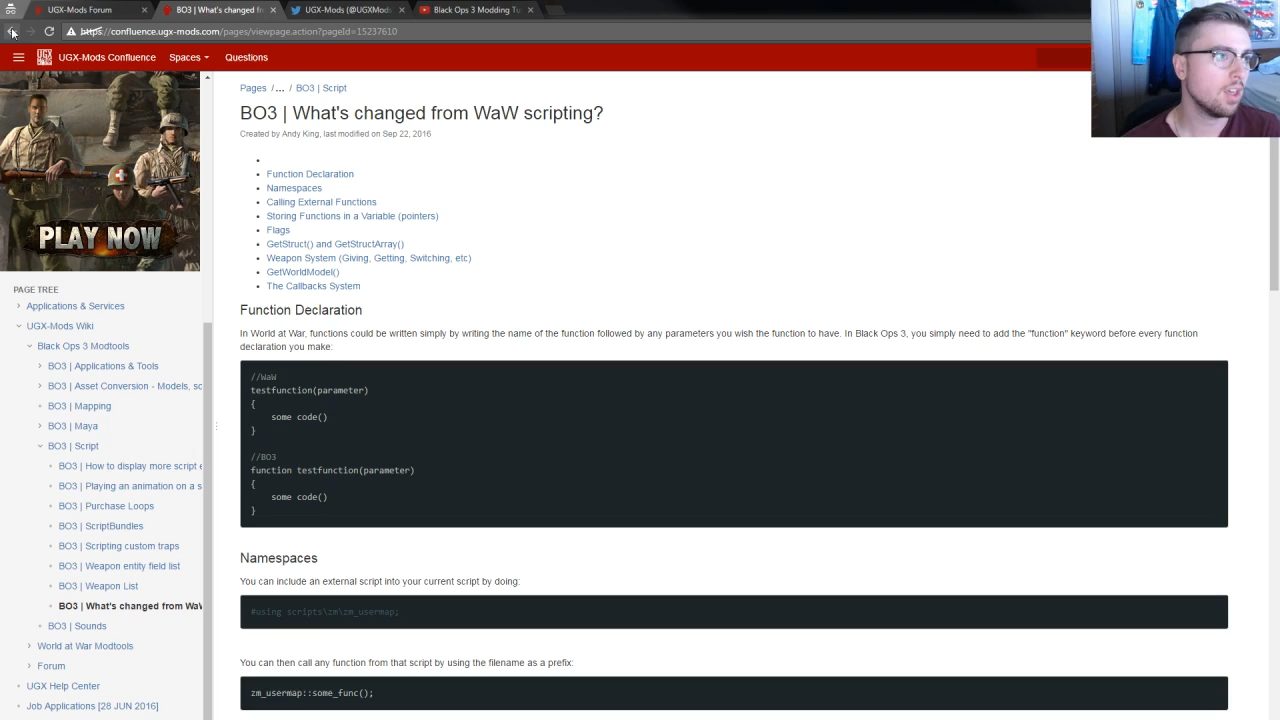 UGX-Mods Forum
BO3 | What's changed fr
UGX-Mods (@UGXMods
Black Ops 3 Modding Tu
https://confluence.ugx-mods.com/pages/viewpage.action?pageId=15237610
UGX-Mods Confluence
Spaces
Questions
PLAY NOW
PAGE TREE
Applications & Services
UGX-Mods Wiki
Black Ops 3 Modtools
BO3 | Applications & Tools
BO3 | Asset Conversion - Models, sc
BO3 | Mapping
BO3 | Maya
BO3 | Script
BO3 | How to display more script e
BO3 | Playing an animation on a s
BO3 | Purchase Loops
BO3 | ScriptBundles
BO3 | Scripting custom traps
BO3 | Weapon entity field list
BO3 | Weapon List
BO3 | What's changed from WaW
BO3 | Sounds
World at War Modtools
Forum
UGX Help Center
Job Applications [28 JUN 2016]
Pages / ... / BO3 | Script
BO3 | What's changed from WaW scripting?
Created by Andy King, last modified on Sep 22, 2016
Function Declaration
Namespaces
Calling External Functions
Storing Functions in a Variable (pointers)
Flags
GetStruct() and GetStructArray()
Weapon System (Giving, Getting, Switching, etc)
GetWorldModel()
The Callbacks System
Function Declaration
In World at War, functions could be written simply by writing the name of the function followed by any parameters you wish the function to have. In Black Ops 3, you simply need to add the "function" keyword before every function
declaration you make:
//WaW
testfunction(parameter)
{
some code()
}
//BO3
function testfunction(parameter)
{
some code()
}
Namespaces
You can include an external script into your current script by doing:
#using scripts\zm\zm_usermap;
You can then call any function from that script by using the filename as a prefix:
zm_usermap::some_func();